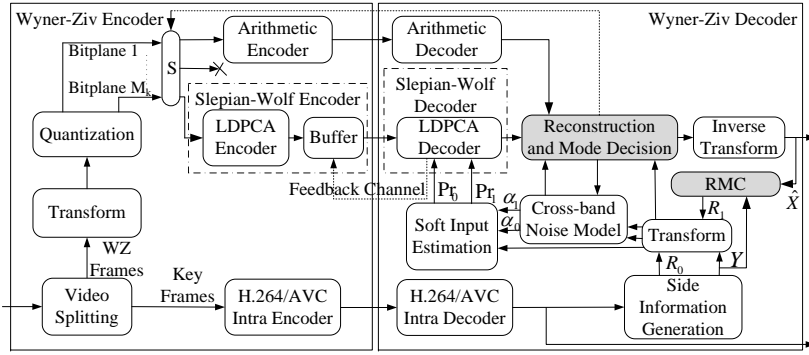 Wyner-Ziv Encoder
Wyner-Ziv Decoder
Bitplane 1
S
Arithmetic
Encoder
Arithmetic
Decoder
Bitplane M_k
Slepian-Wolf Encoder
Slepian-Wolf
Decoder
Quantization
LDPCA
Encoder
Buffer
LDPCA
Decoder
Reconstruction
and Mode Decision
Inverse
Transform
Feedback Channel
Pr_0
Pr_1
α_1
α_0
RMC
X̂
Transform
Soft Input
Estimation
Cross-band
Noise Model
R_1
Transform
WZ
Frames
R_0
Y
Key
Frames
Video
Splitting
H.264/AVC
Intra Encoder
H.264/AVC
Intra Decoder
Side
Information
Generation